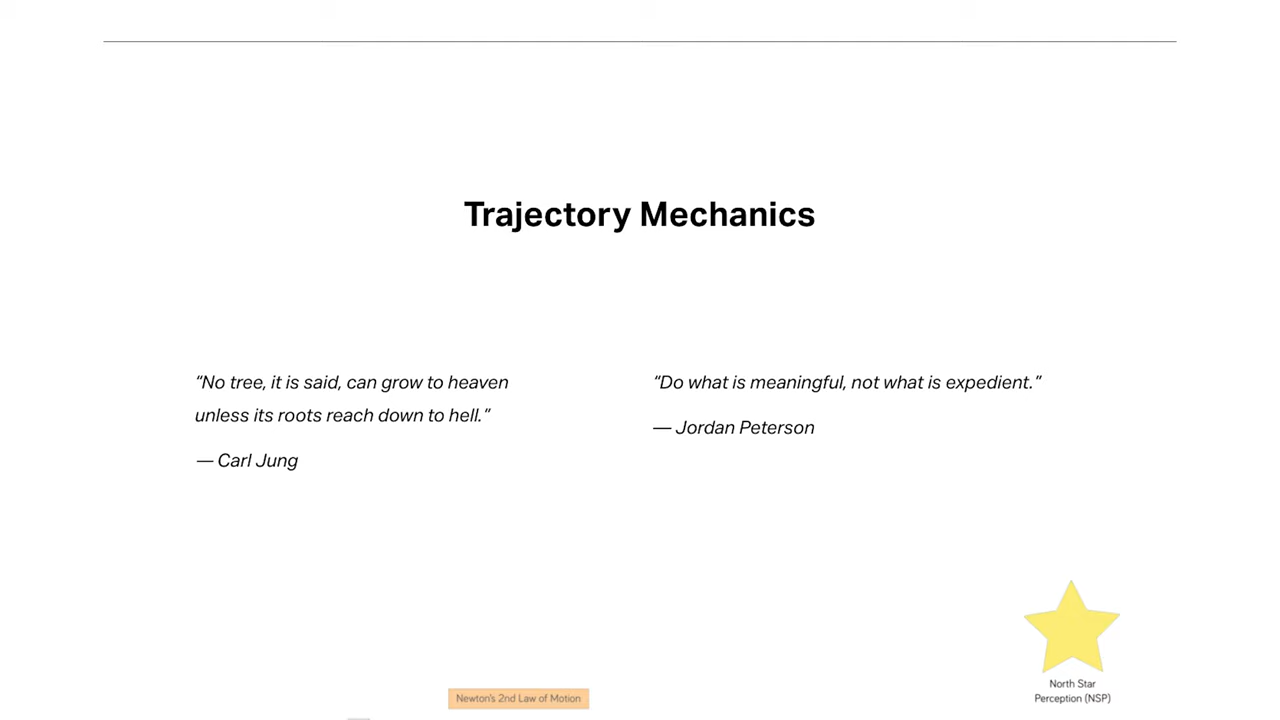 Trajectory Mechanics
“No tree, it is said, can grow to heaven
unless its roots reach down to hell.”
— Carl Jung
“Do what is meaningful, not what is expedient.”
— Jordan Peterson
North Star
Perception (NSP)
Newton's 2nd Law of Motion